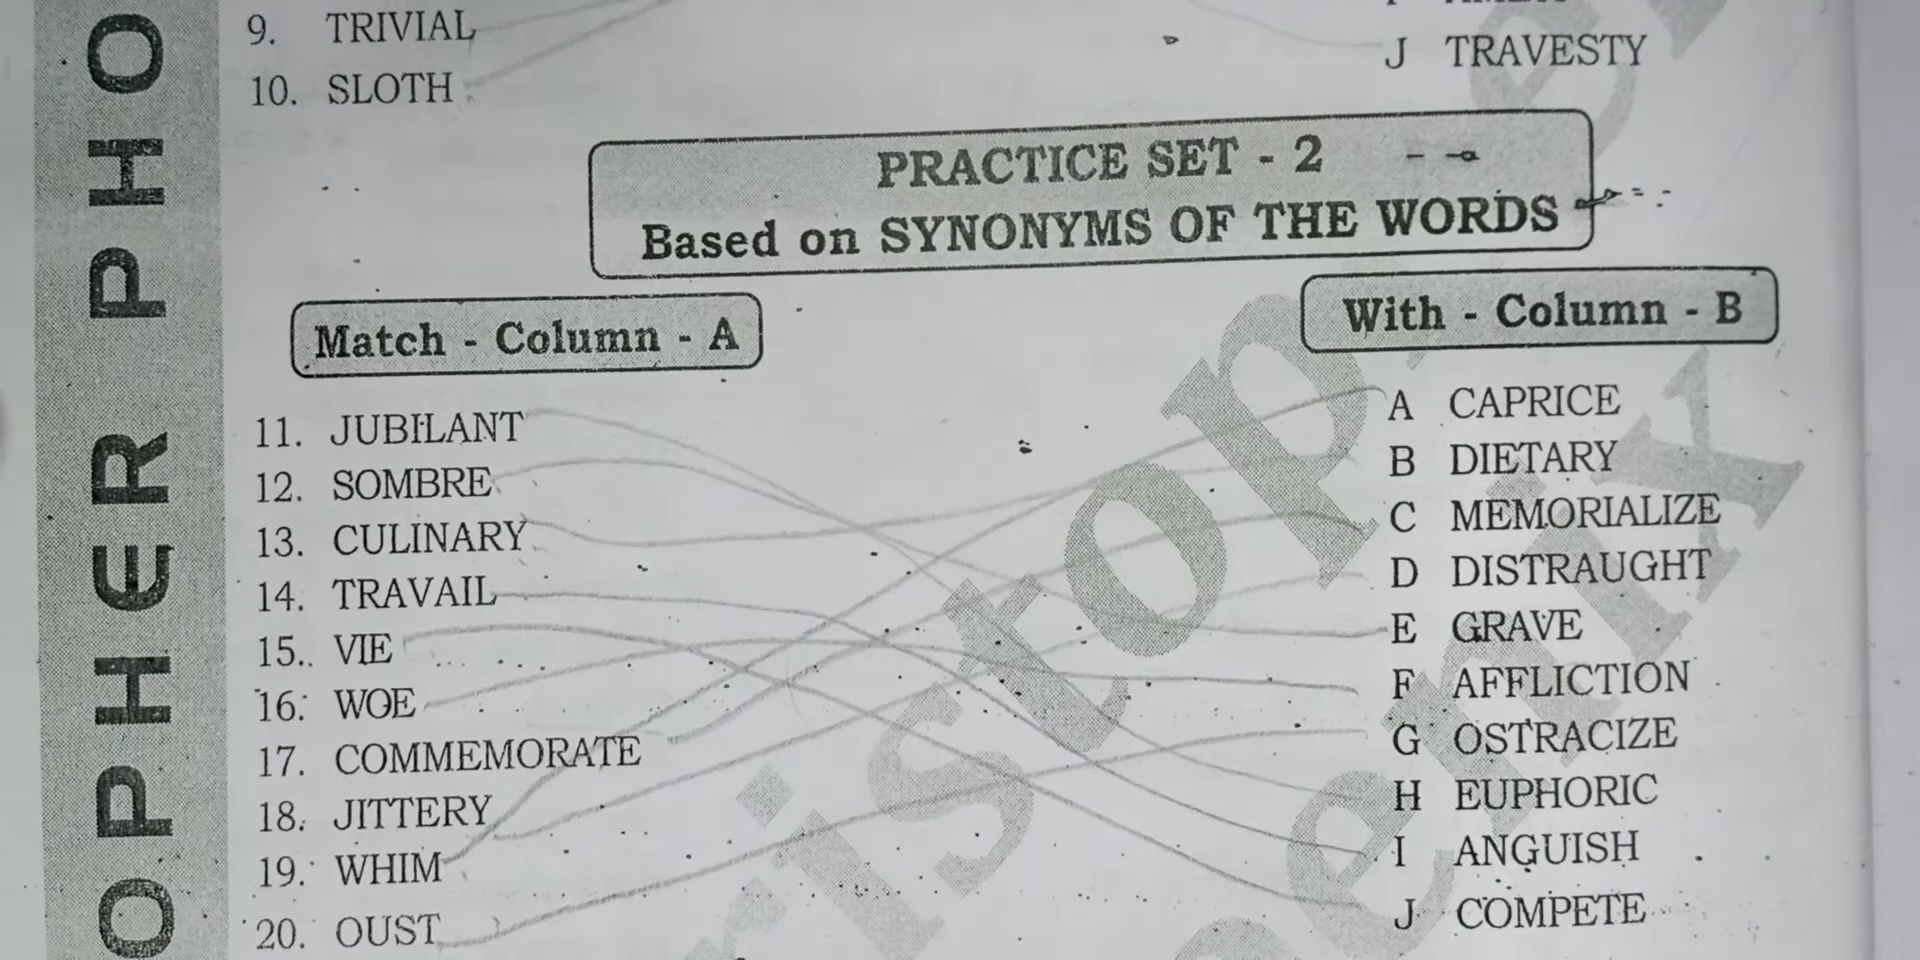 OPHER PHO
9. TRIVIAL
J TRAVESTY
10. SLOTH
PRACTICE SET - 2
Based on SYNONYMS OF THE WORDS
Match - Column - A
With - Column - B
11. JUBILANT
A CAPRICE
12. SOMBRE
B DIETARY
13. CULINARY
C MEMORIALIZE
14. TRAVAIL
D DISTRAUGHT
15. VIE
E GRAVE
16. WOE
F AFFLICTION
17. COMMEMORATE
G OSTRACIZE
18. JITTERY
H EUPHORIC
19. WHIM
I ANGUISH
20. OUST
J COMPETE